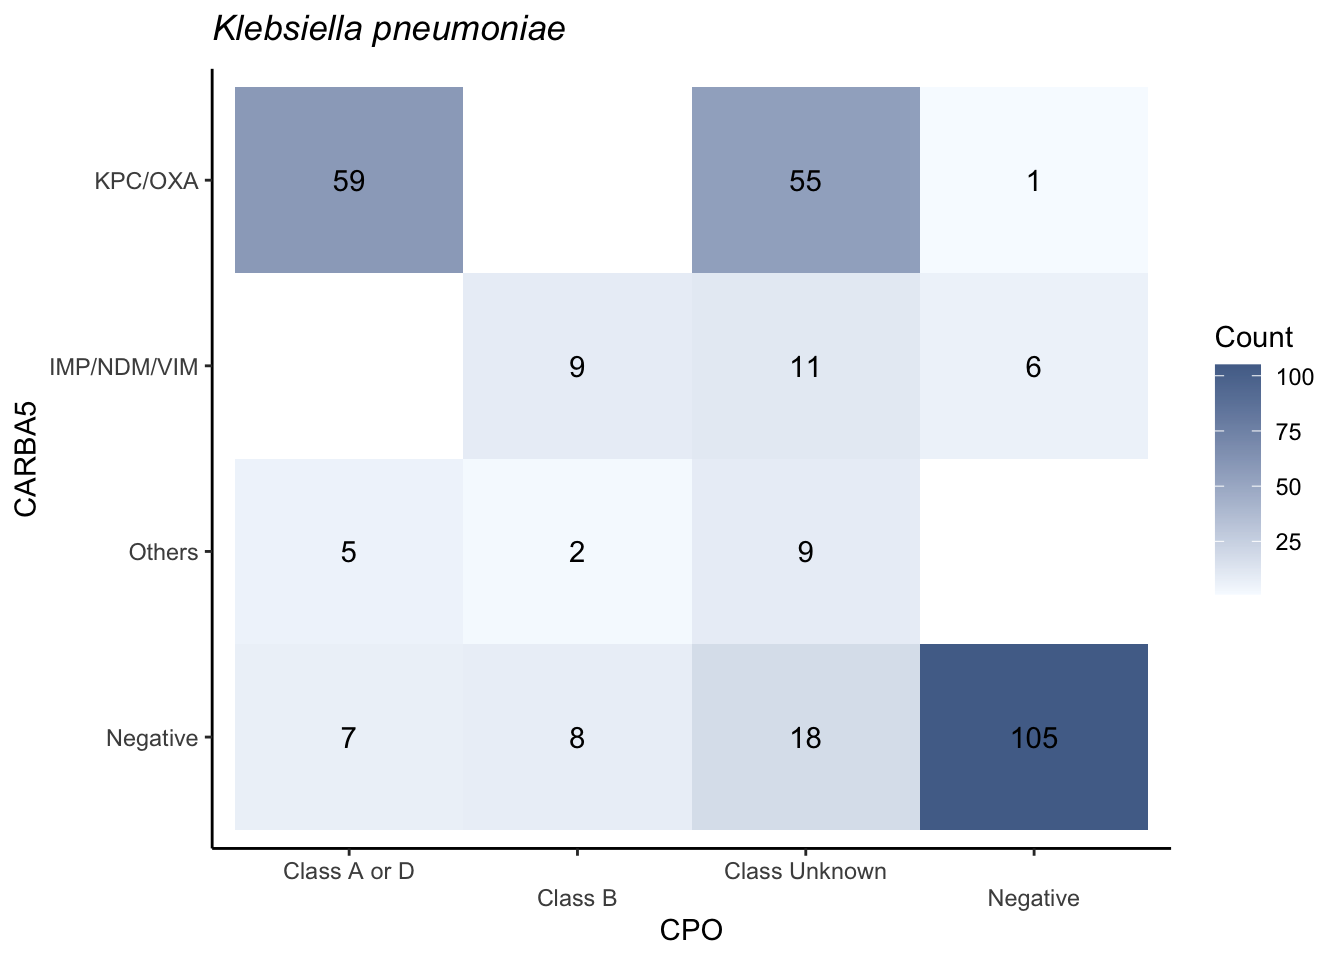 Klebsiella pneumoniae
KPC/OXA
59
55
1
IMP/NDM/VIM
9
11
6
Others
5
2
9
Negative
7
8
18
105
Class A or D
Class B
Class Unknown
Negative
CPO
CARBA5
Count
100
75
50
25